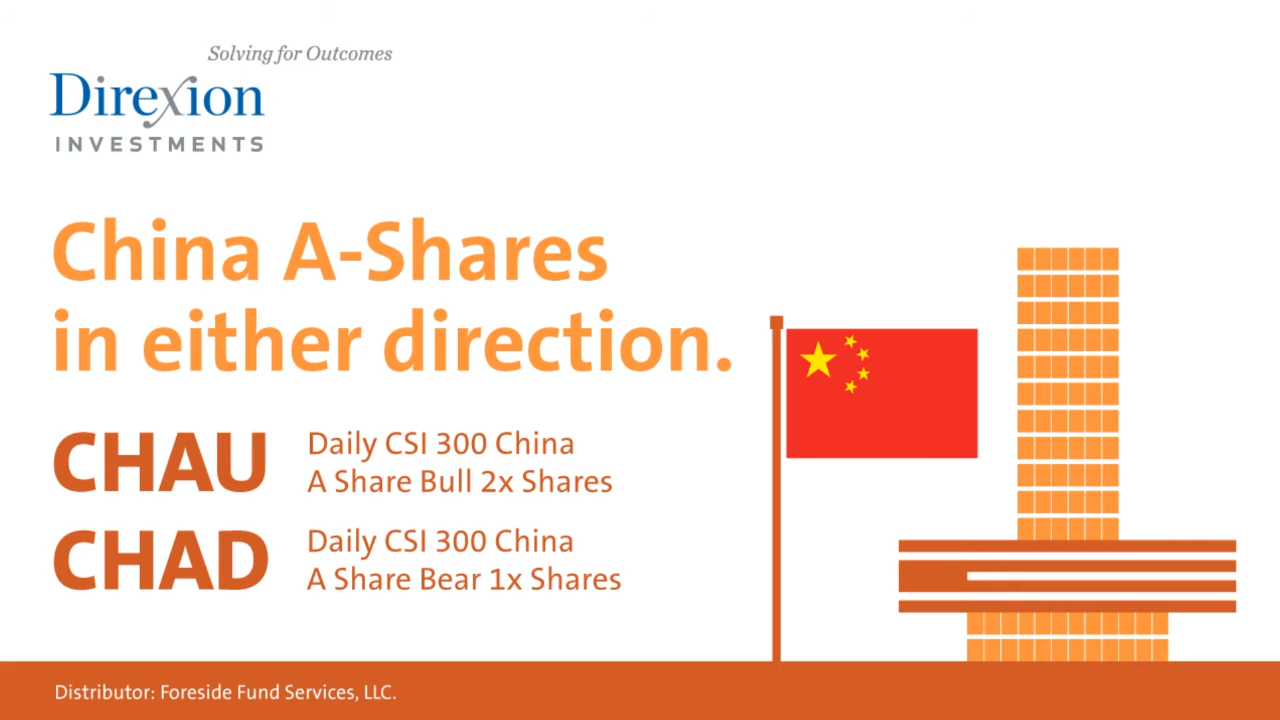 Solving for Outcomes
Direxion
INVESTMENTS
China A-Shares
in either direction.
CHAU
Daily CSI 300 China
A Share Bull 2x Shares
CHAD
Daily CSI 300 China
A Share Bear 1x Shares
Distributor: Foreside Fund Services, LLC.